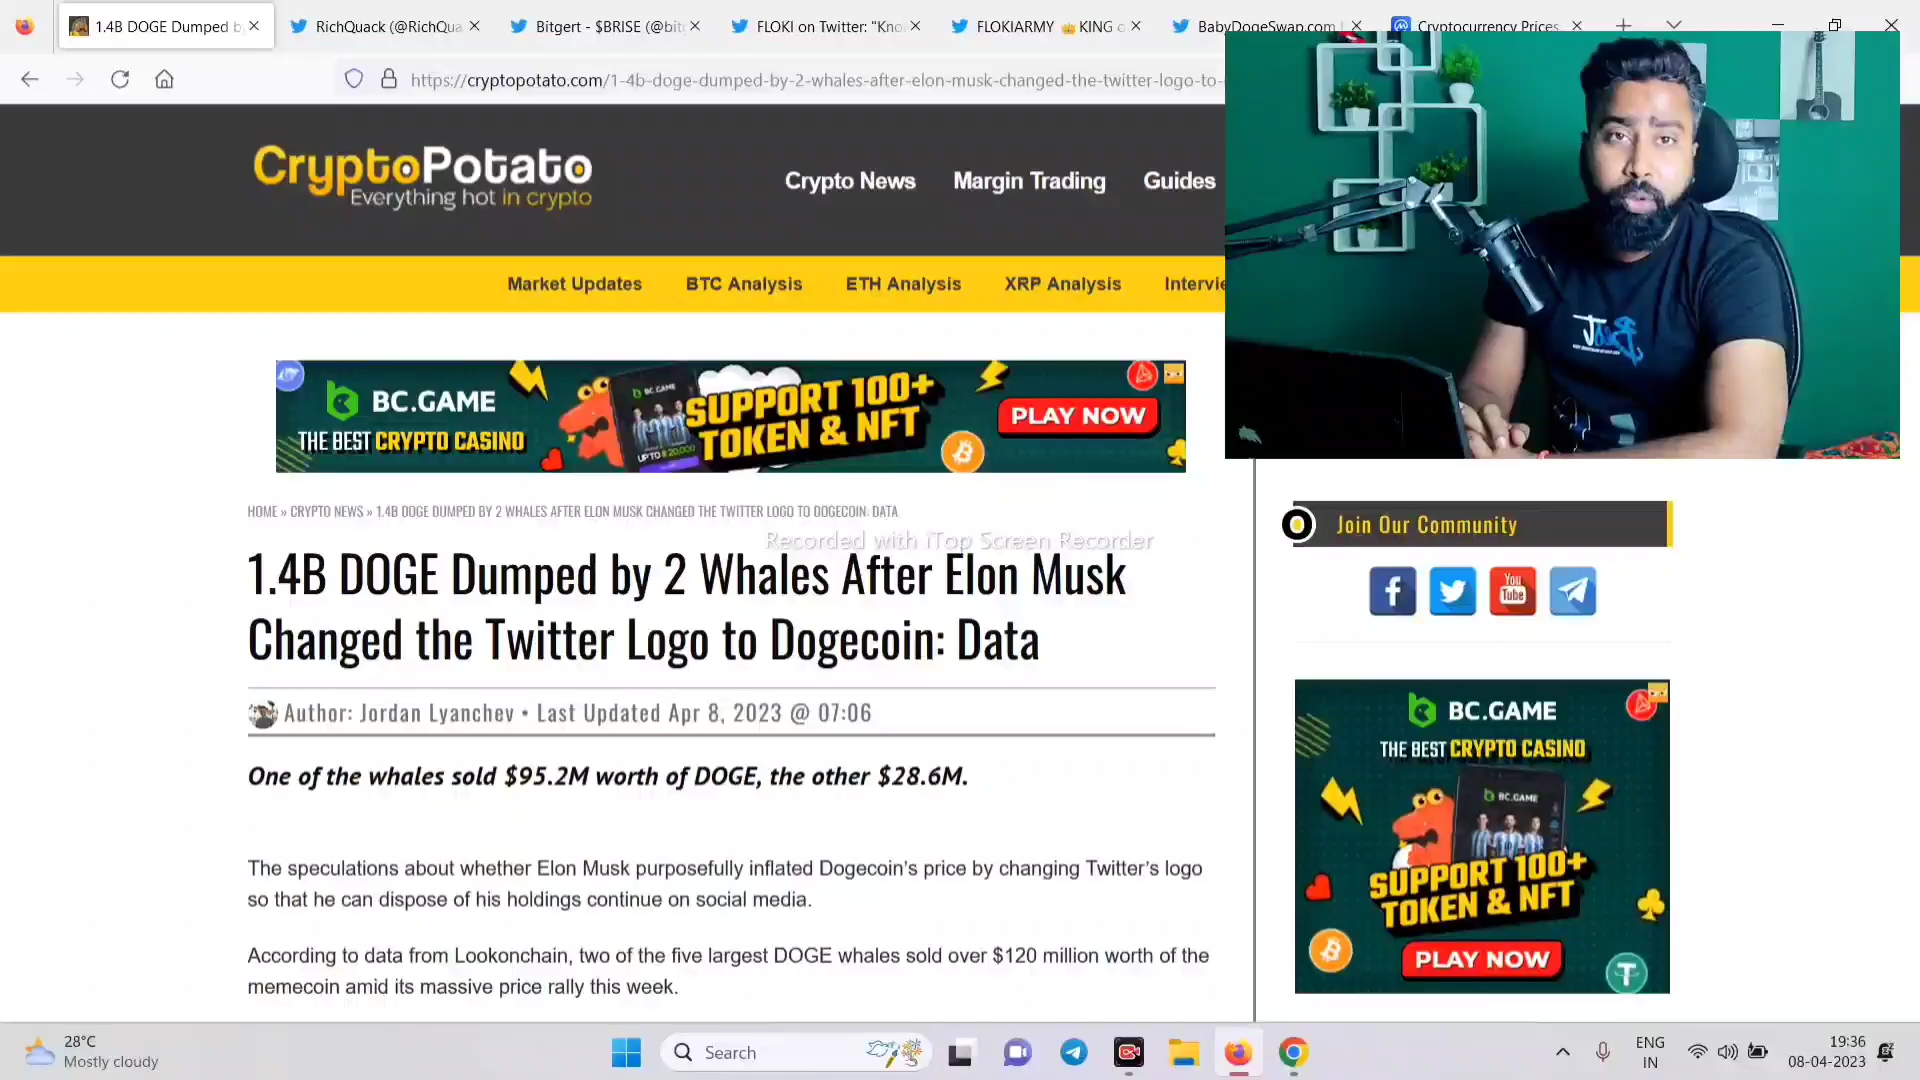 1.4B DOGE Dumped b
RichQuack (@RichQua
Bitgert - $BRISE (@bit
FLOKI on Twitter: "Kno
FLOKIARMY 👑KING o
BabyDogeSwap.com
Cryptocurrency Prices
https://cryptopotato.com/1-4b-doge-dumped-by-2-whales-after-elon-musk-changed-the-twitter-logo-to-
CryptoPotato
Everything hot in crypto
Crypto News
Margin Trading
Guides
Market Updates
BTC Analysis
ETH Analysis
XRP Analysis
Intervie
BC.GAME
THE BEST CRYPTO CASINO
BC.GAME
UP TO $ 20,000
SUPPORT 100+
TOKEN & NFT
PLAY NOW
HOME » CRYPTO NEWS » 1.4B DOGE DUMPED BY 2 WHALES AFTER ELON MUSK CHANGED THE TWITTER LOGO TO DOGECOIN: DATA
Recorded with iTop Screen Recorder
1.4B DOGE Dumped by 2 Whales After Elon Musk
Changed the Twitter Logo to Dogecoin: Data
Author: Jordan Lyanchev • Last Updated Apr 8, 2023 @ 07:06
One of the whales sold $95.2M worth of DOGE, the other $28.6M.
The speculations about whether Elon Musk purposefully inflated Dogecoin's price by changing Twitter's logo
so that he can dispose of his holdings continue on social media.
According to data from Lookonchain, two of the five largest DOGE whales sold over $120 million worth of the
memecoin amid its massive price rally this week.
Join Our Community
You
Tube
BC.GAME
THE BEST CRYPTO CASINO
BC.GAME
SUPPORT 100+
TOKEN & NFT
PLAY NOW
28°C
Mostly cloudy
Search
ENG
IN
19:36
08-04-2023